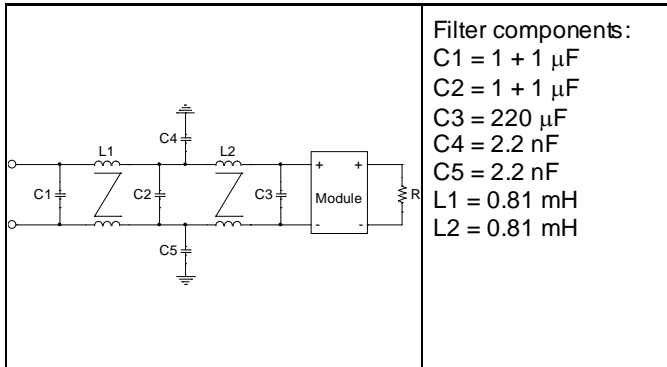 C4
L1
L2
C1
C2
C3
+
+
Module
R
-
-
C5
Filter components:
C1 = 1 + 1 μF
C2 = 1 + 1 μF
C3 = 220 μF
C4 = 2.2 nF
C5 = 2.2 nF
L1 = 0.81 mH
L2 = 0.81 mH